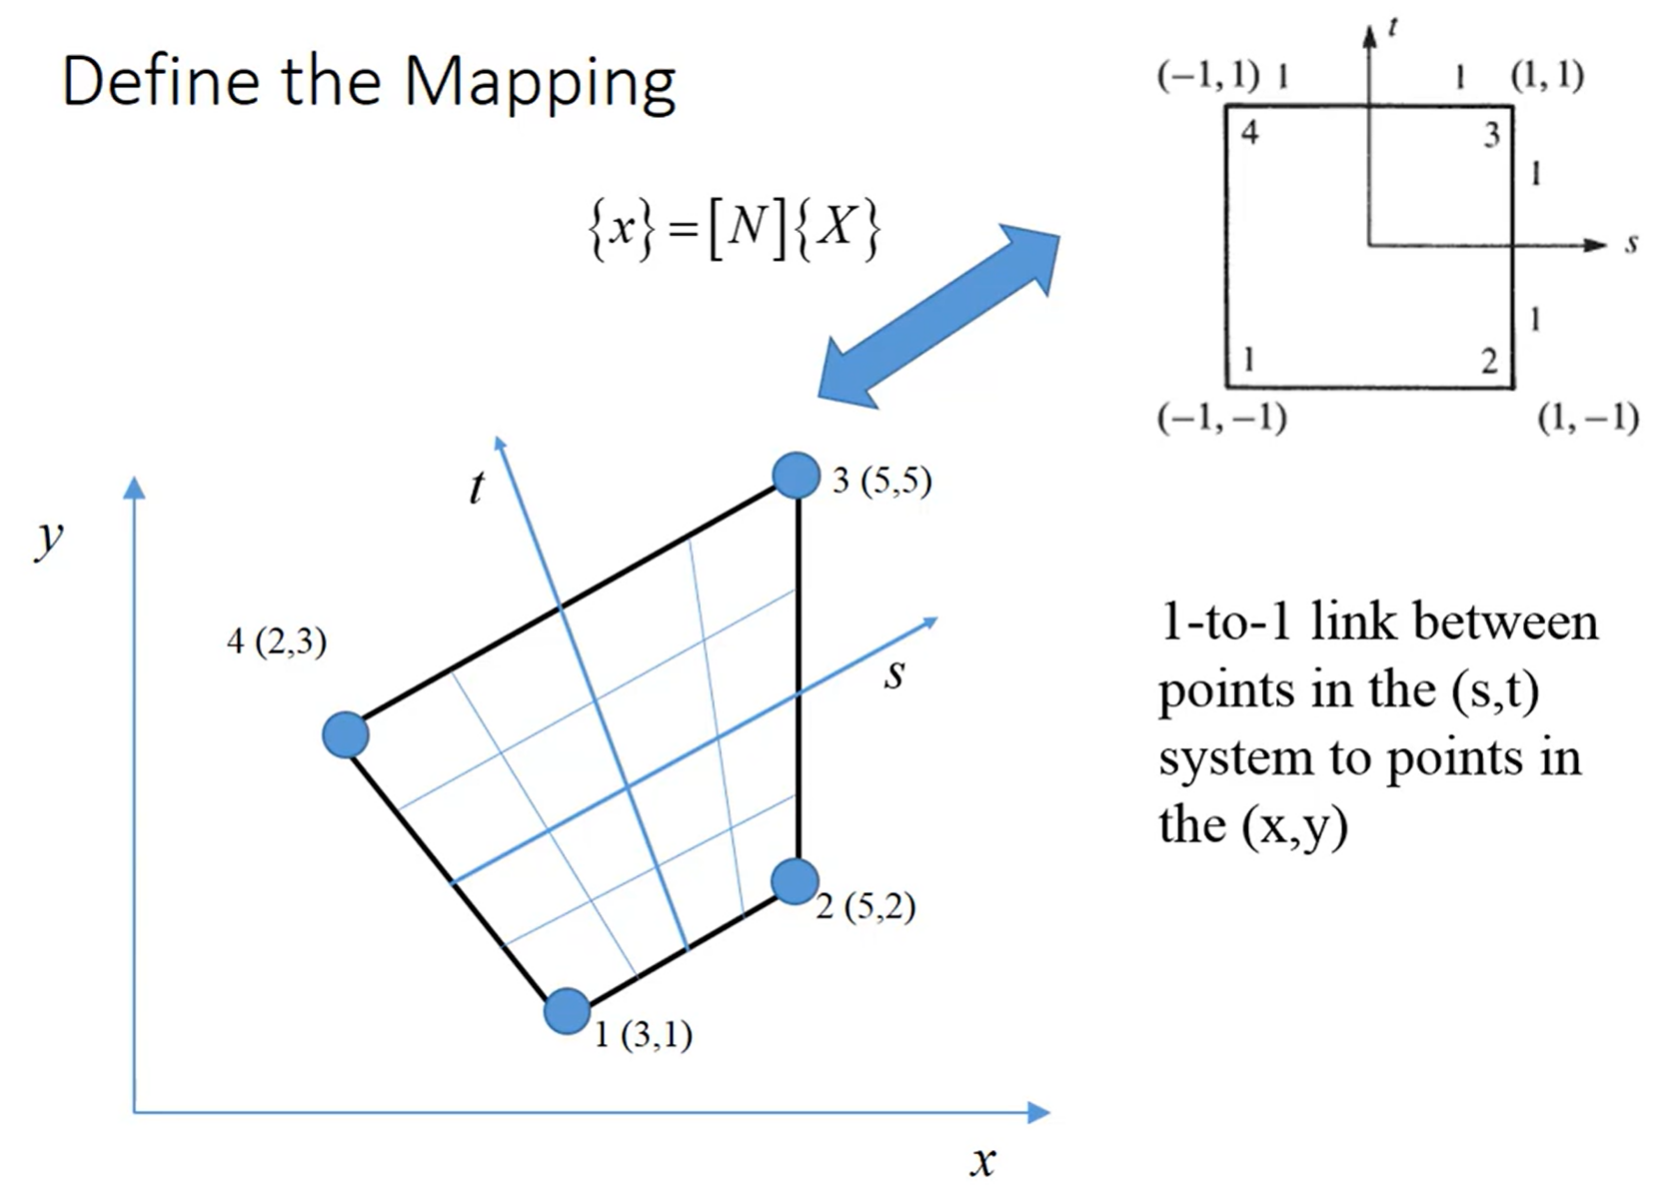 Define the Mapping
t
(−1, 1) 1 1 (1, 1)
4 3
1
{x}=[N]{X}
s
1
1 2
(−1, −1) (1, −1)
t
3 (5,5)
y
4 (2,3)
s
2 (5,2)
1 (3,1)
x
1-to-1 link between
points in the (s,t)
system to points in
the (x,y)